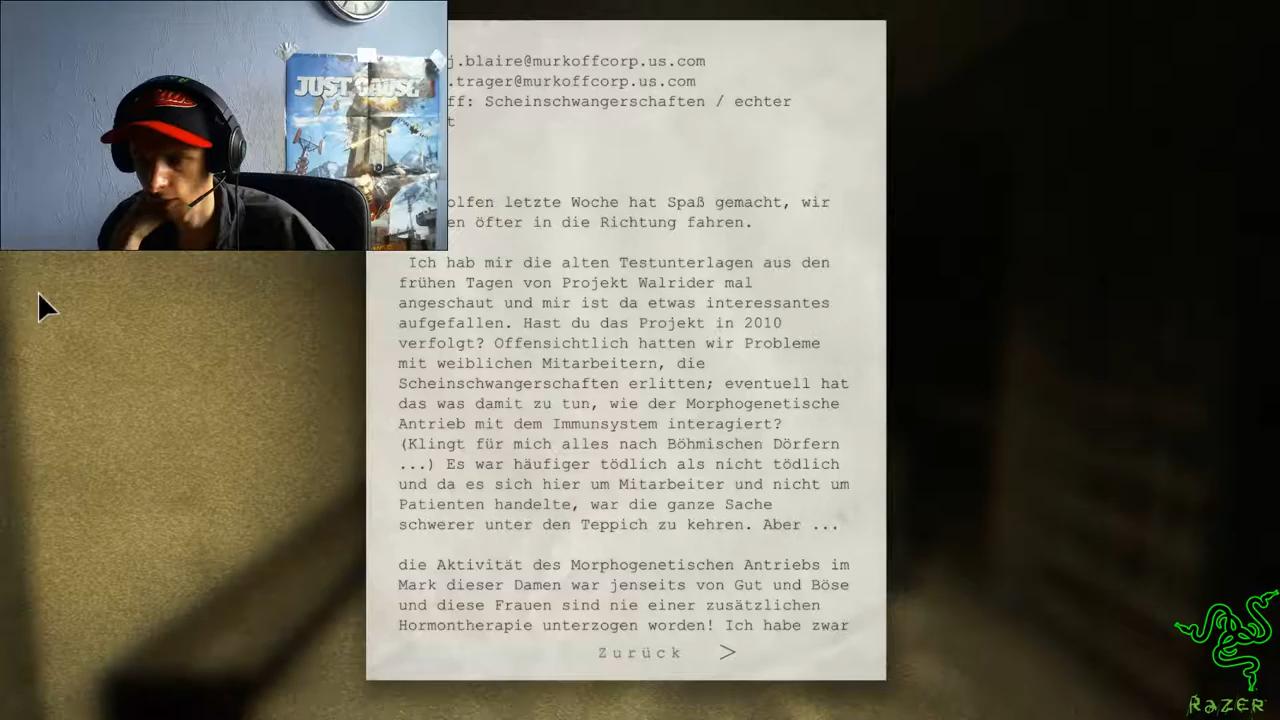 JUST CAUSE
j.blaire@murkoffcorp.us.com
.trager@murkoffcorp.us.com
ff: Scheinschwangerschaften / echter
t
olfen letzte Woche hat Spaß gemacht, wir
en öfter in die Richtung fahren.
Ich hab mir die alten Testunterlagen aus den
frühen Tagen von Projekt Walrider mal
angeschaut und mir ist da etwas interessantes
aufgefallen. Hast du das Projekt in 2010
verfolgt? Offensichtlich hatten wir Probleme
mit weiblichen Mitarbeitern, die
Scheinschwangerschaften erlitten; eventuell hat
das was damit zu tun, wie der Morphogenetische
Antrieb mit dem Immunsystem interagiert?
(Klingt für mich alles nach Böhmischen Dörfern
...) Es war häufiger tödlich als nicht tödlich
und da es sich hier um Mitarbeiter und nicht um
Patienten handelte, war die ganze Sache
schwerer unter den Teppich zu kehren. Aber ...
die Aktivität des Morphogenetischen Antriebs im
Mark dieser Damen war jenseits von Gut und Böse
und diese Frauen sind nie einer zusätzlichen
Hormontherapie unterzogen worden! Ich habe zwar
Zurück >
RAZER